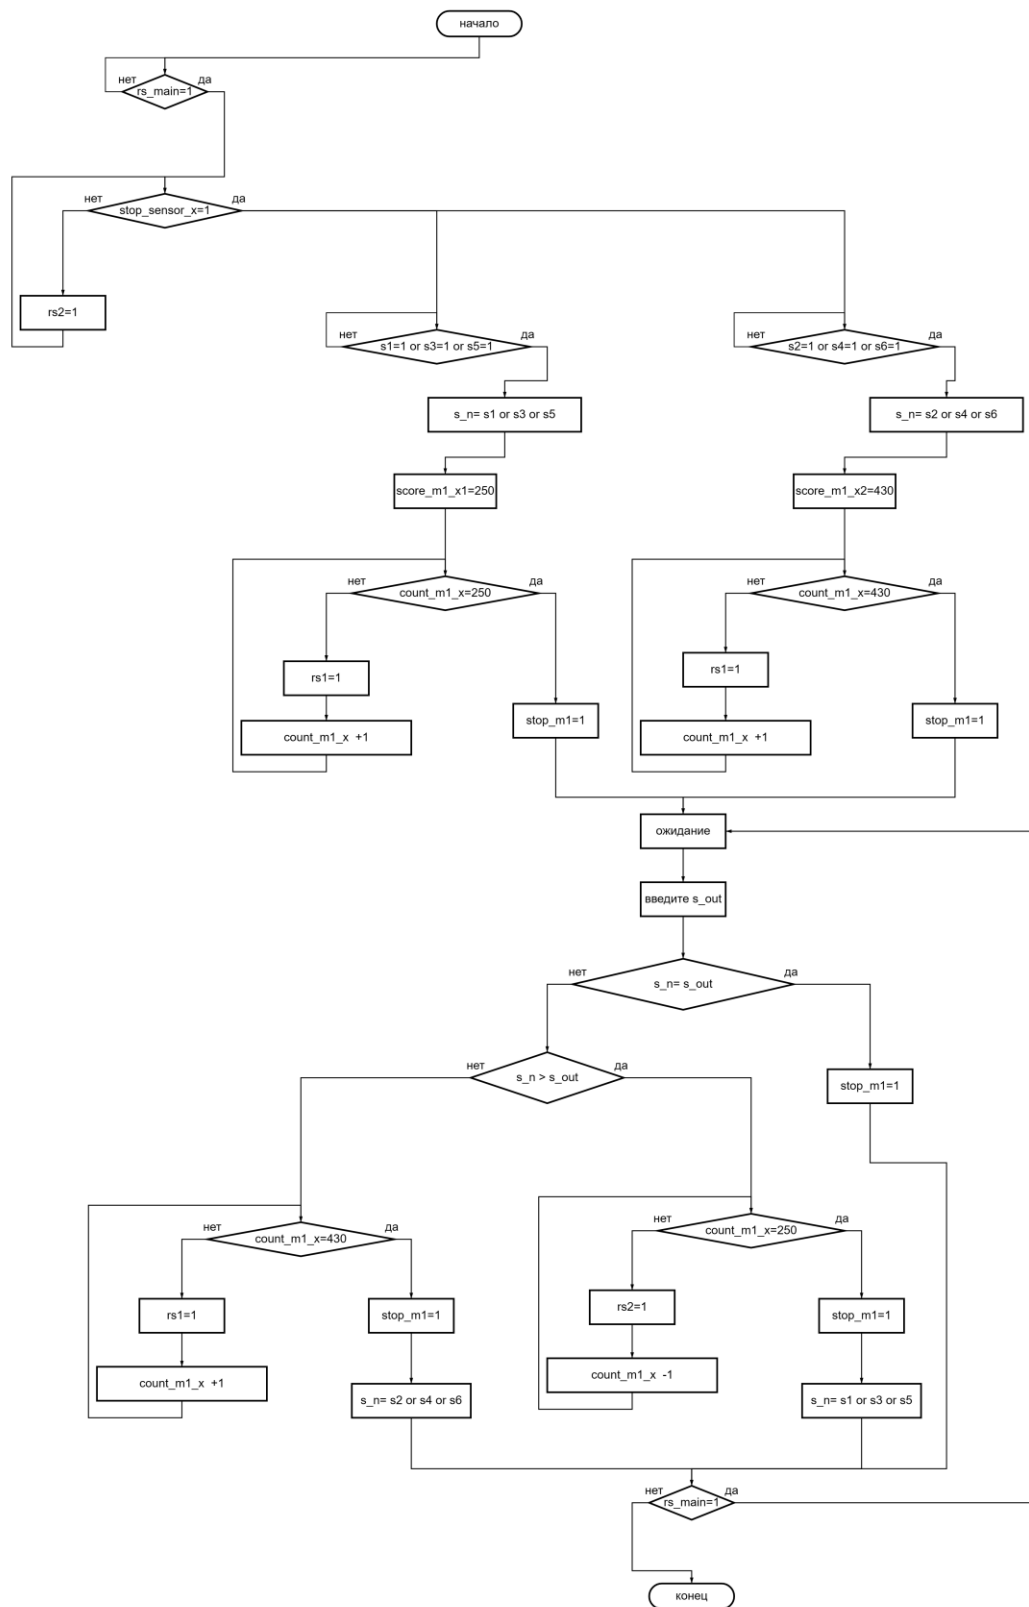 начало
нет
да
rs_main=1
нет
да
stop_sensor_x=1
rs2=1
нет
да
s1=1 or s3=1 or s5=1
нет
да
s2=1 or s4=1 or s6=1
s_n= s1 or s3 or s5
s_n= s2 or s4 or s6
score_m1_x1=250
score_m1_x2=430
нет
да
count_m1_x=250
нет
да
count_m1_x=430
rs1=1
rs1=1
stop_m1=1
stop_m1=1
count_m1_x +1
count_m1_x +1
ожидание
введите s_out
нет
да
s_n= s_out
нет
да
s_n > s_out
stop_m1=1
нет
да
count_m1_x=430
нет
да
count_m1_x=250
rs1=1
stop_m1=1
rs2=1
stop_m1=1
count_m1_x +1
s_n= s2 or s4 or s6
count_m1_x -1
s_n= s1 or s3 or s5
нет
да
rs_main=1
конец